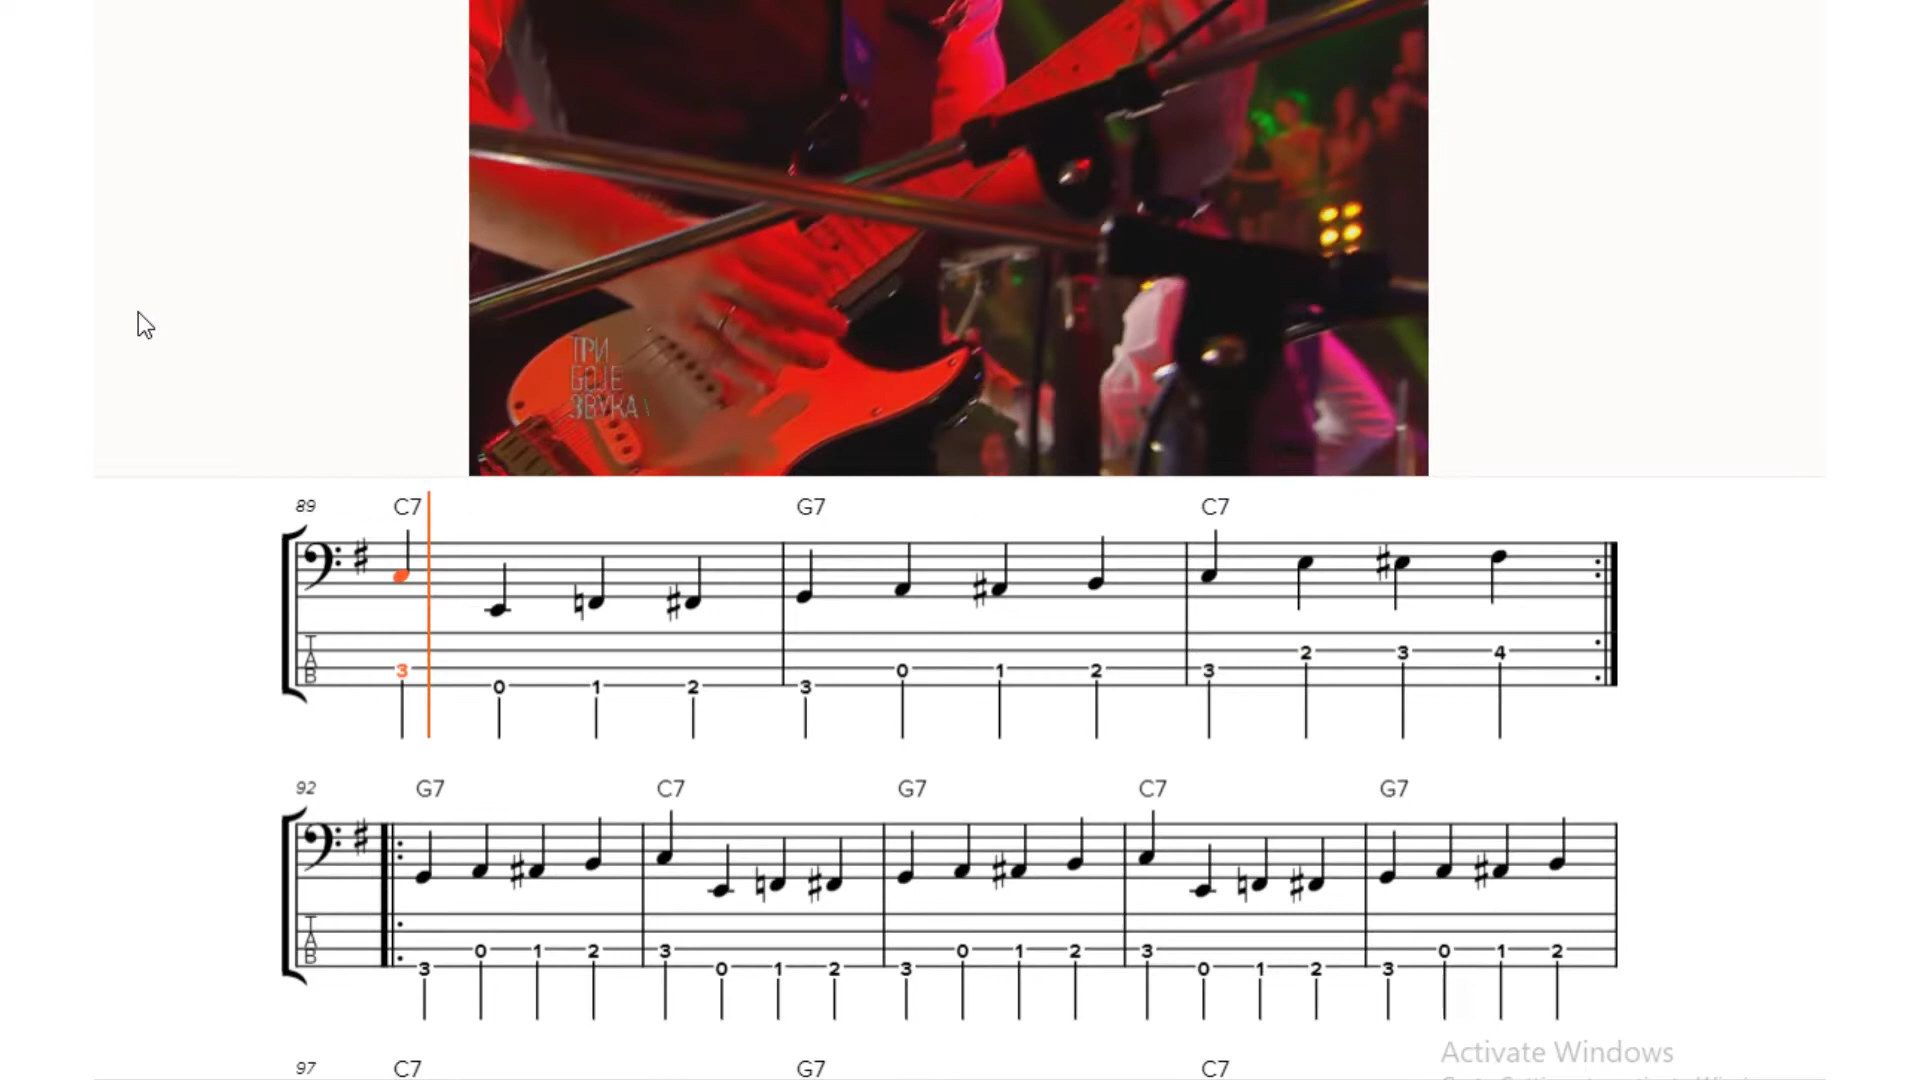 ТРИ
БОЈЕ
ЗВУКА
89 C7 G7 C7
3 0 1 2 3 0 1 2 3 2 3 4
92 G7 C7 G7 C7 G7
3 0 1 2 3 0 1 2 3 0 1 2 3 0 1 2 3 0 1 2
Activate Windows
97 C7 G7 C7